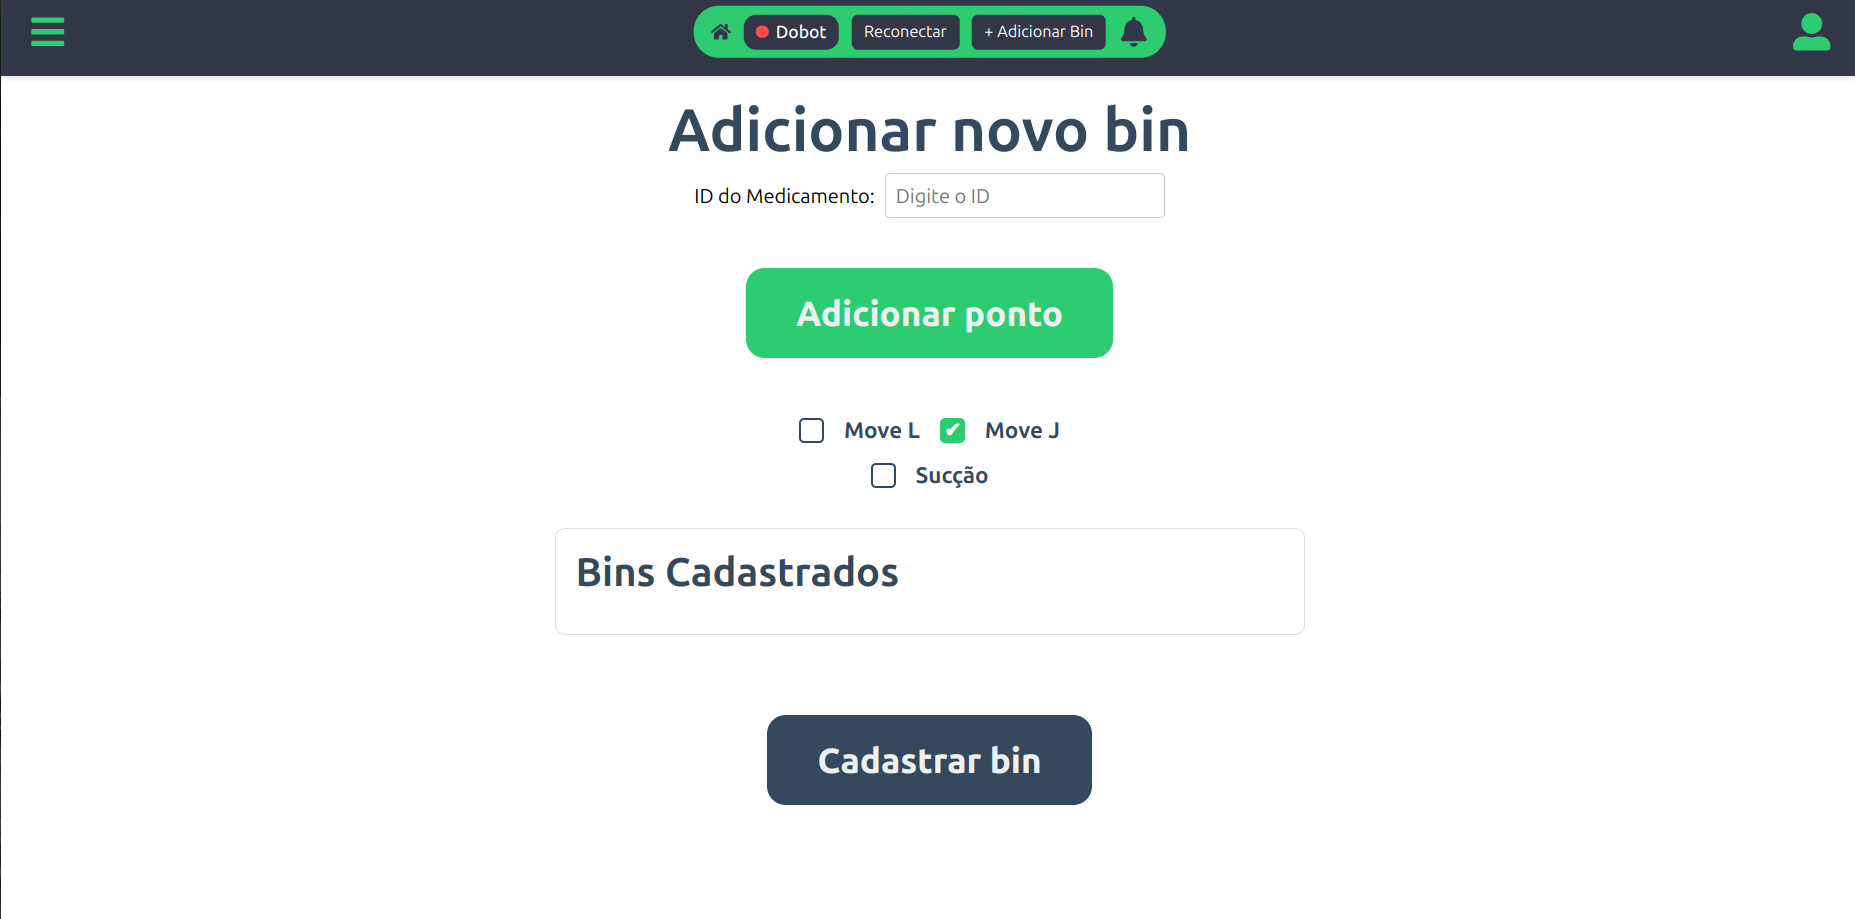 Dobot Reconectar + Adicionar Bin
Adicionar novo bin
ID do Medicamento: Digite o ID
Adicionar ponto
Move L Move J
Sucção
Bins Cadastrados
Cadastrar bin